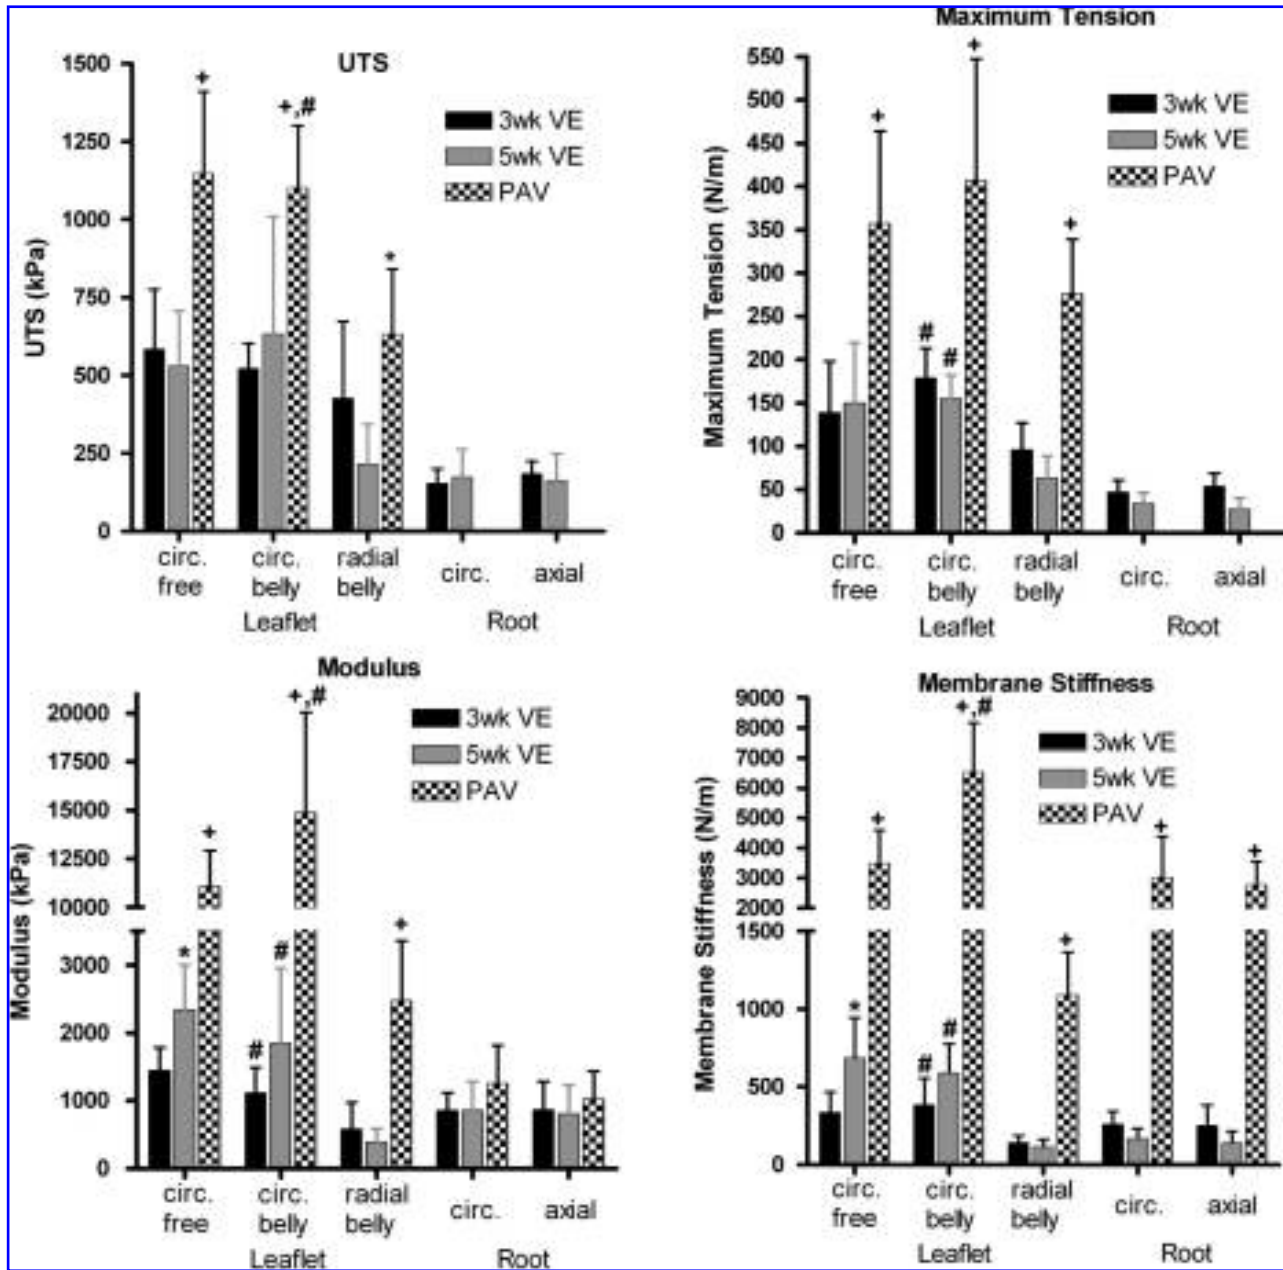 UTS
UTS (kPa)
1500
1250
1000
750
500
250
0
3wk VE
5wk VE
PAV
+
+,#
*
circ. free
circ. belly
radial belly
circ.
axial
Leaflet
Root
Maximum Tension
Maximum Tension (N/m)
550
500
450
400
350
300
250
200
150
100
50
0
3wk VE
5wk VE
PAV
+
#
#
+
+
circ. free
circ. belly
radial belly
circ.
axial
Leaflet
Root
Modulus
Modulus (kPa)
20000
17500
15000
12500
10000
3000
2000
1000
0
3wk VE
5wk VE
PAV
*
+
#
#
+,#
+
circ. free
circ. belly
radial belly
circ.
axial
Leaflet
Root
Membrane Stiffness
Membrane Stiffness (N/m)
9000
8000
7000
6000
5000
4000
3000
2000
1500
1000
500
0
3wk VE
5wk VE
PAV
*
+
#
#
+,#
+
+
+
circ. free
circ. belly
radial belly
circ.
axial
Leaflet
Root